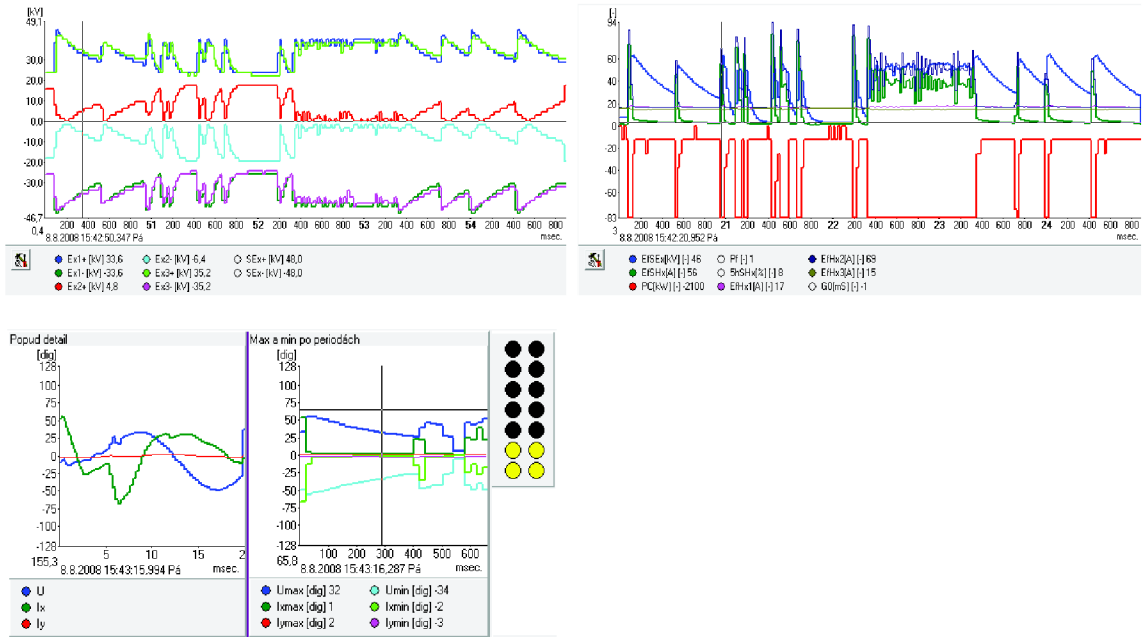 [kV]
49,1
30.0
20.0
10.0
0.0
-10.0
-20.0
-30.0
-46,7
0,4
400 600 800 51 200 400 600 800 52 200 400 600 800 53 200 400 600 800 54 200 400 600 800
8.8.2008 15:42:50,347 Pá
msec.
Ex1+ [kV] 33,6
Ex2- [kV] -6,4
SEx+ [kV] 48,0
Ex1- [kV] -33,6
Ex3+ [kV] 35,2
SEx- [kV] -48,0
Ex2+ [kV] 4,8
Ex3- [kV] -35,2
[-]
94
60
40
20
0
-20
-40
-60
-83
3
200 400 600 800 21 200 400 600 800 22 200 400 600 800 23 200 400 600 800 24 200 400 600 800
8.8.2008 15:42:20,952 Pá
msec.
EfSEx[kV] [-] 46
Pf [-] 1
EfHx2[A] [-] 69
EfSHx[A] [-] 56
5hSHx[%] [-] 8
EfHx3[A] [-] 15
PC[kW] [-] -2100
EfHx1[A] [-] 17
G0[mS] [-] -1
Popud detail
[dig]
128
100
75
50
25
0
-25
-50
-75
-100
-128
155,3
5 10 15 2
8.8.2008 15:43:15,994 Pá
msec.
U
Ix
Iy
Max a min po periodách
[dig]
128
100
75
50
25
0
-25
-50
-75
-100
-128
65,8
100 200 300 400 500 600
8.8.2008 15:43:16,287 Pá
msec.
Umax [dig] 32
Umin [dig] -34
Ixmax [dig] 1
Ixmin [dig] -2
Iymax [dig] 2
Iymin [dig] -3